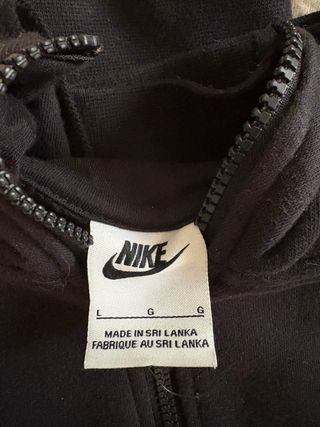 NIKE
L G G
MADE IN SRI LANKA
FABRIQUE AU SRI LANKA